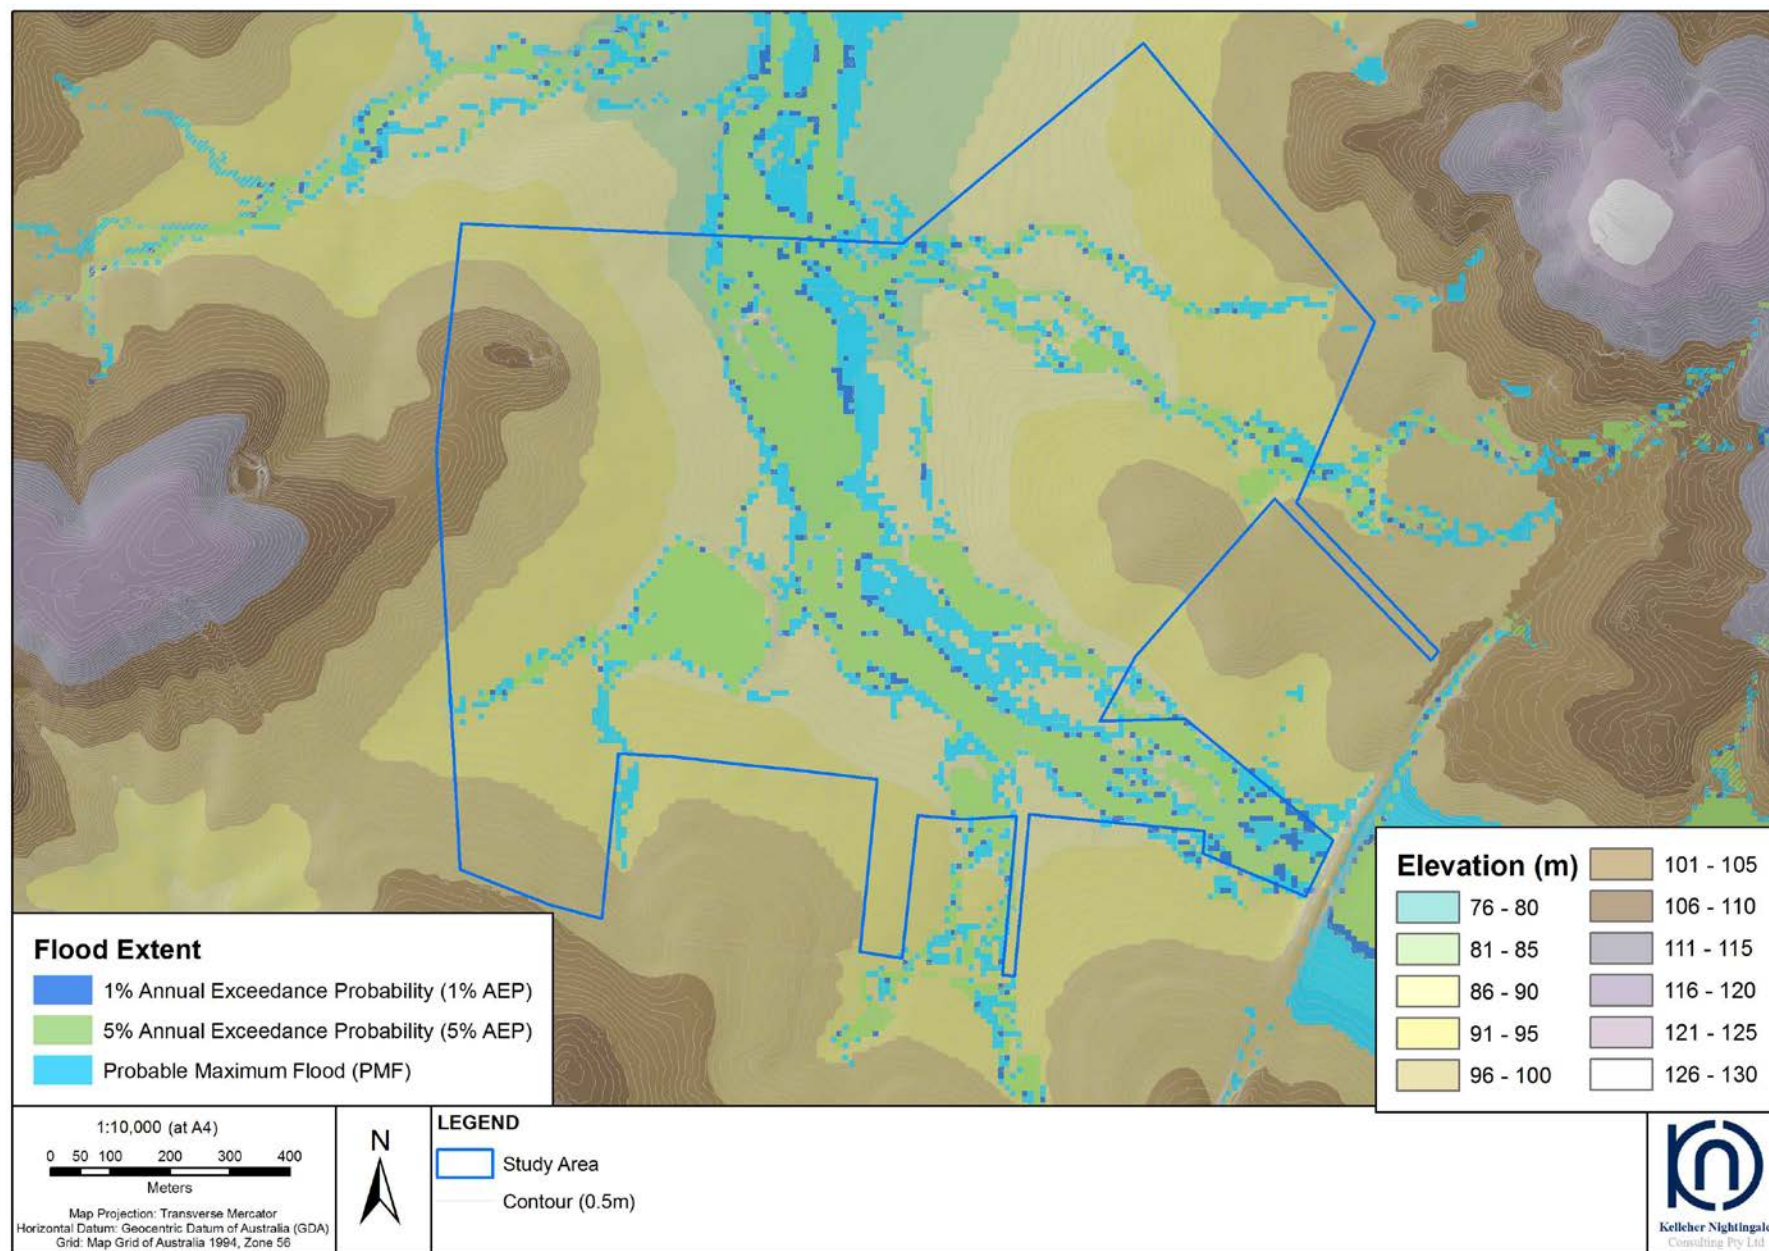 Flood Extent
1% Annual Exceedance Probability (1% AEP)
5% Annual Exceedance Probability (5% AEP)
Probable Maximum Flood (PMF)
Elevation (m)
76 - 80
81 - 85
86 - 90
91 - 95
96 - 100
101 - 105
106 - 110
111 - 115
116 - 120
121 - 125
126 - 130
1:10,000 (at A4)
0 50 100 200 300 400
Meters
Map Projection: Transverse Mercator
Horizontal Datum: Geocentric Datum of Australia (GDA)
Grid: Map Grid of Australia 1994, Zone 56
N
LEGEND
Study Area
Contour (0.5m)
Kelleher Nightingale
Consulting Pty Ltd